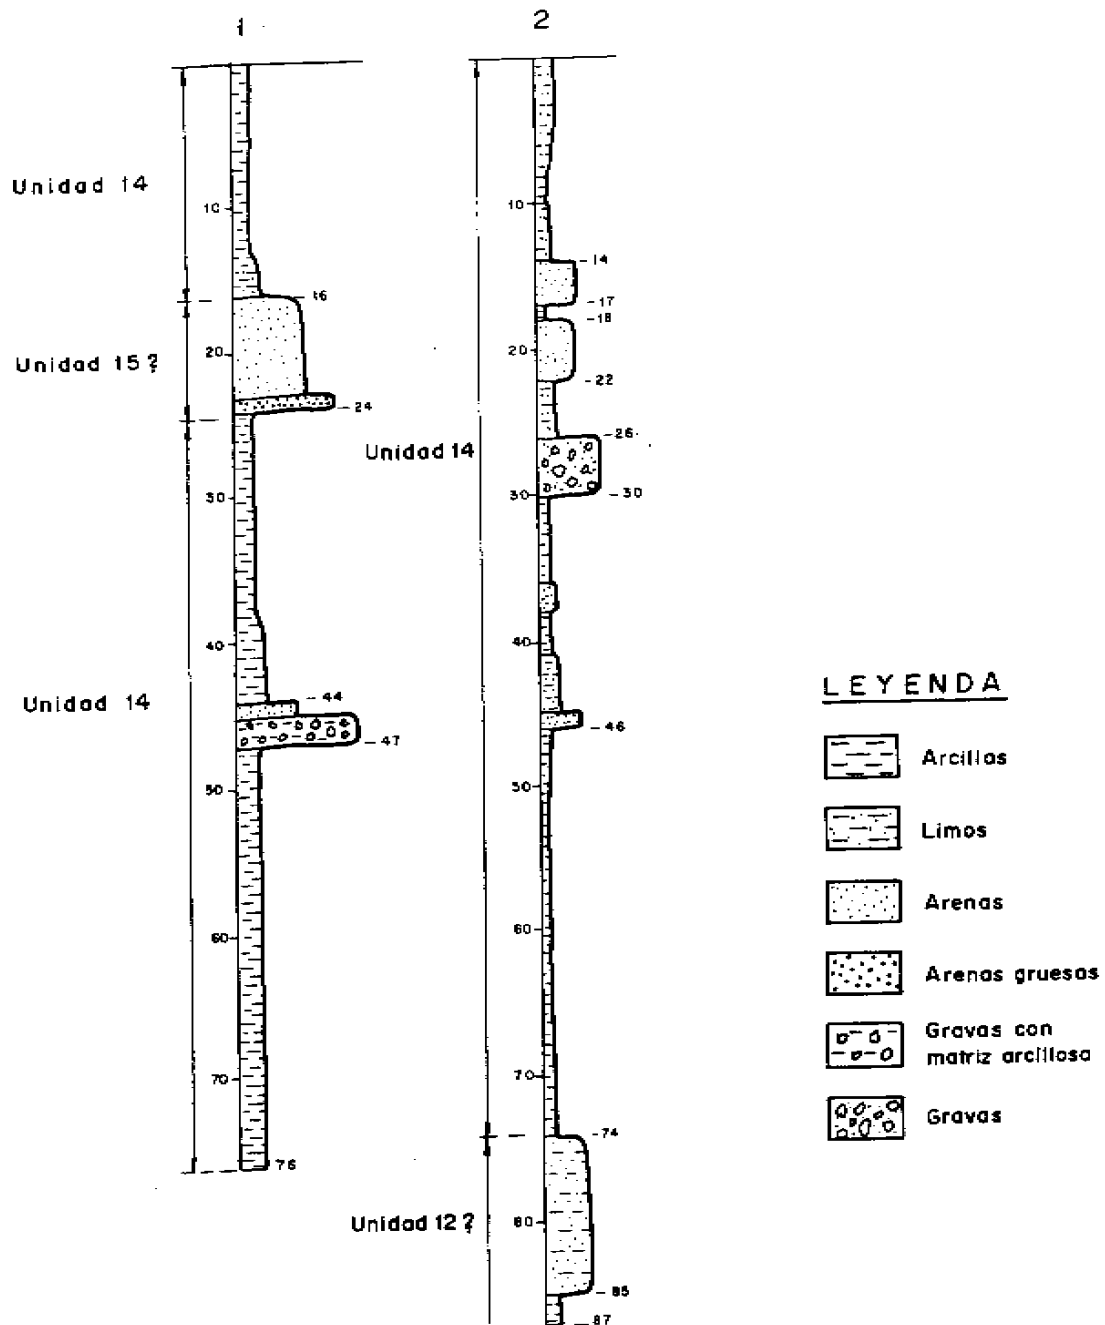 1
2
Unidad 14
10
16
Unidad 15?
20
24
30
40
Unidad 14
44
47
50
60
70
76
10
14
17
18
20
22
Unidad 14
26
30
30
40
46
50
60
70
74
Unidad 12?
80
85
87
LEYENDA
Arcillas
Limos
Arenas
Arenas gruesas
Gravas con
matriz arcillosa
Gravas